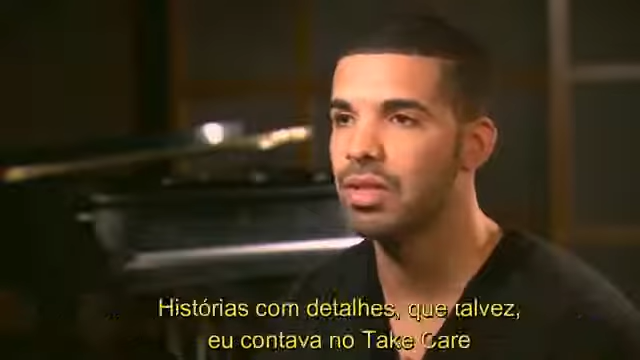 Histórias com detalhes, que talvez,
eu contava no Take Care